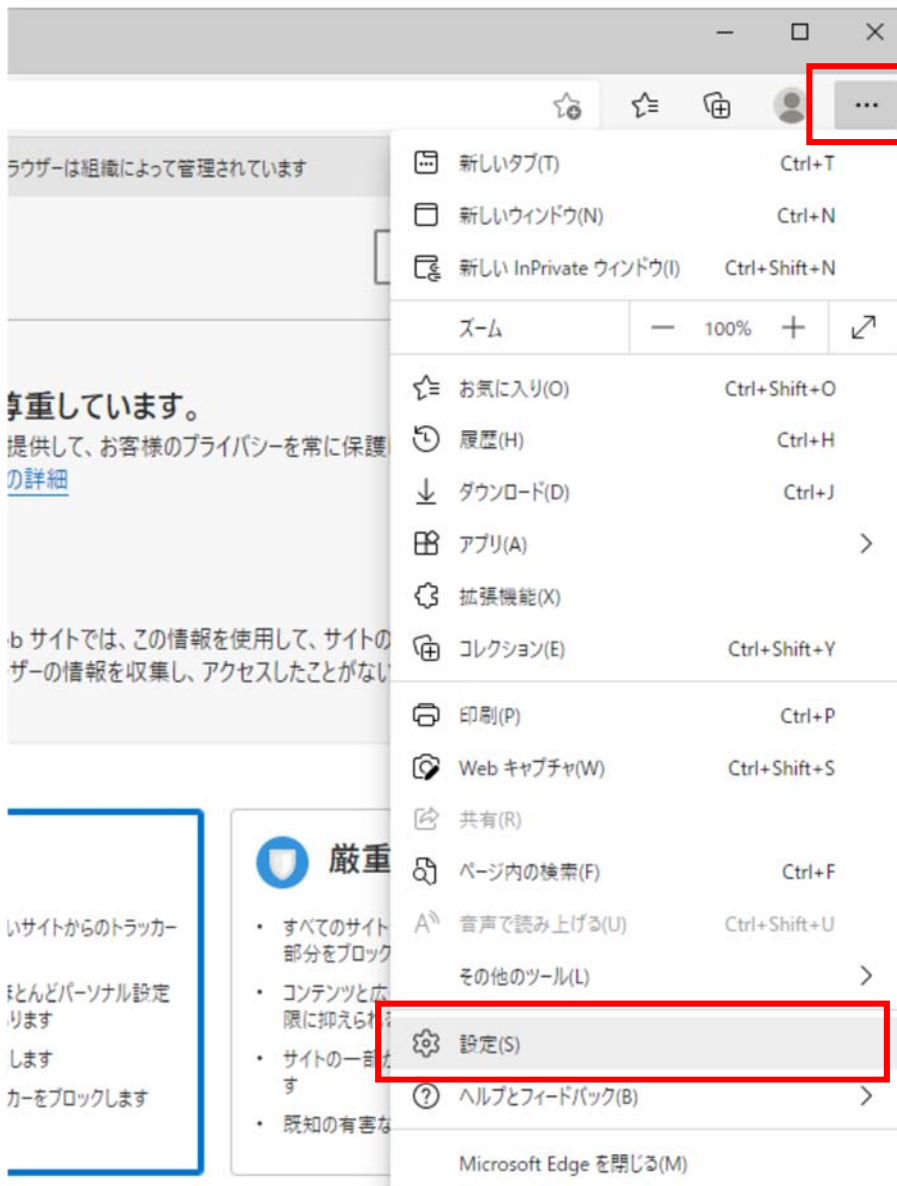 ラウザーは組織によって管理されています
尊重しています。
提供して、お客様のプライバシーを常に保護
の詳細
eb サイトでは、この情報を使用して、サイトの
ザーの情報を収集し、アクセスしたことがない
いサイトからのトラッカー
ほとんどパーソナル設定
ります
します
カーをブロックします
厳重
・ すべてのサイト
部分をブロック
・ コンテンツと広
限に抑えられ
・ サイトの一部が
す
・ 既知の有害な
新しいタブ(T) Ctrl+T
新しいウィンドウ(N) Ctrl+N
新しい InPrivate ウィンドウ(I) Ctrl+Shift+N
ズーム 100%
お気に入り(O) Ctrl+Shift+O
履歴(H) Ctrl+H
ダウンロード(D) Ctrl+J
アプリ(A)
拡張機能(X)
コレクション(E) Ctrl+Shift+Y
印刷(P) Ctrl+P
Web キャプチャ(W) Ctrl+Shift+S
共有(R)
ページ内の検索(F) Ctrl+F
音声で読み上げる(U) Ctrl+Shift+U
その他のツール(L)
設定(S)
ヘルプとフィードバック(B)
Microsoft Edge を閉じる(M)